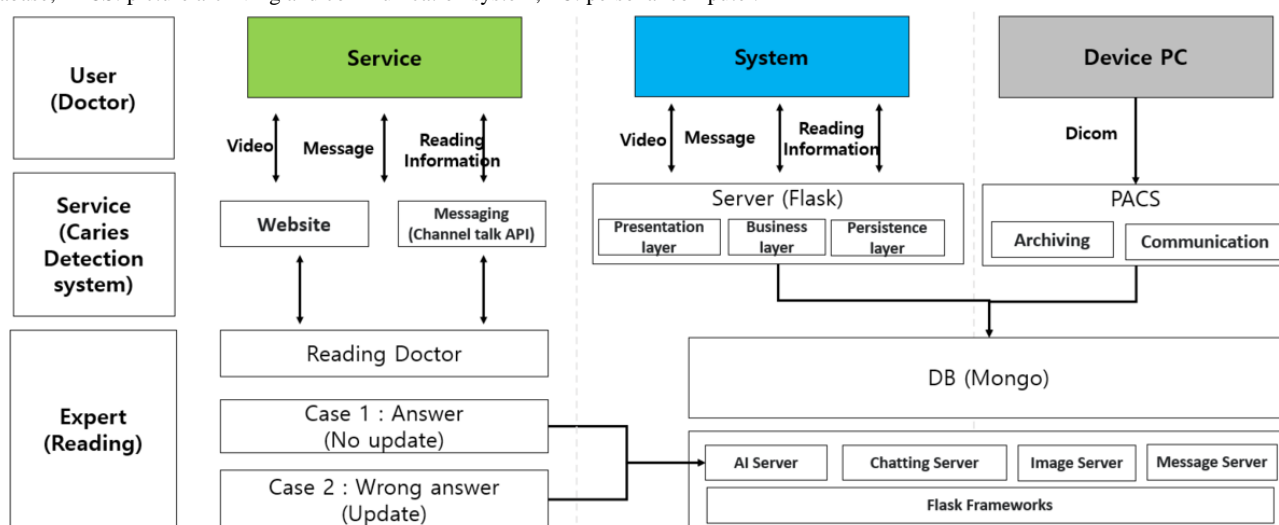 User
(Doctor)
Service
System
Device PC
Video
Message
Reading
Information
Video
Message
Reading
Information
Dicom
Service
(Caries
Detection
system)
Website
Messaging
(Channel talk API)
Server (Flask)
Presentation
layer
Business
layer
Persistence
layer
PACS
Archiving
Communication
Expert
(Reading)
Reading Doctor
Case 1 : Answer
(No update)
Case 2 : Wrong answer
(Update)
DB (Mongo)
AI Server
Chatting Server
Image Server
Message Server
Flask Frameworks